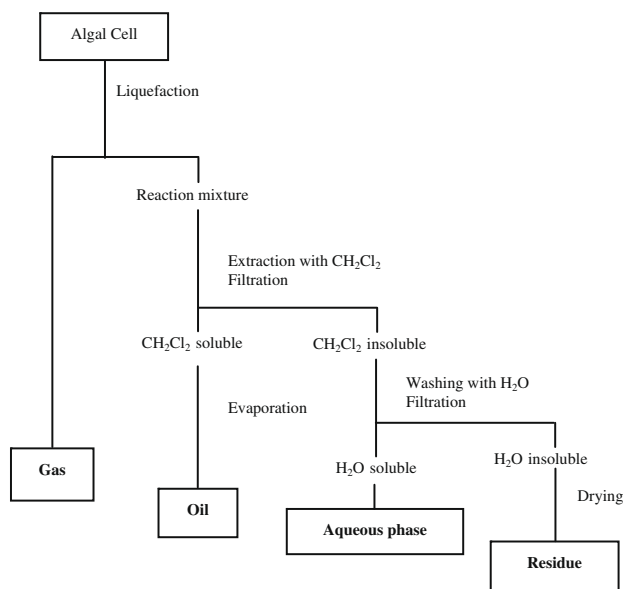 Algal Cell
Liquefaction
Reaction mixture
Extraction with CH₂Cl₂
Filtration
CH₂Cl₂ soluble
CH₂Cl₂ insoluble
Washing with H₂O
Filtration
Evaporation
Gas
H₂O soluble
H₂O insoluble
Drying
Oil
Aqueous phase
Residue